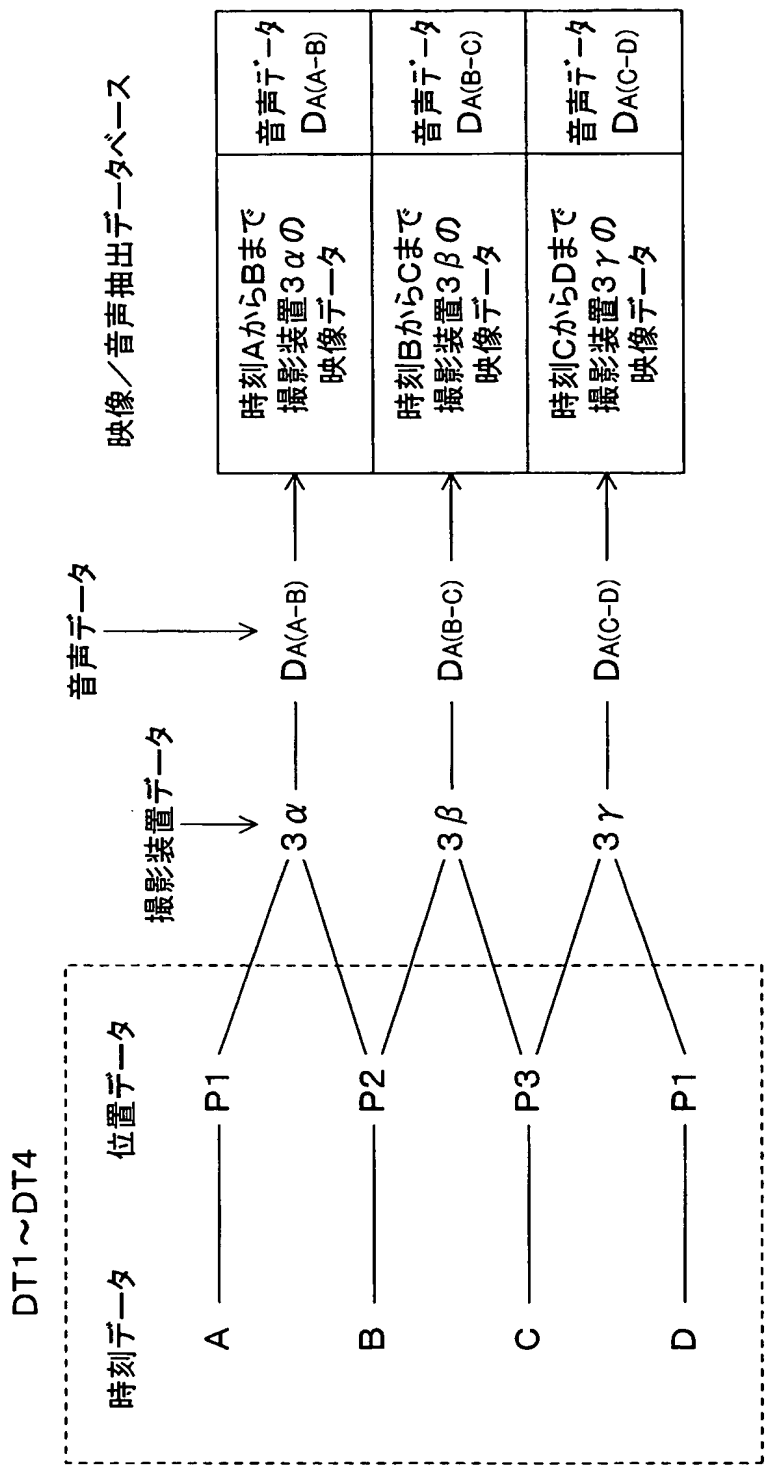 DT1～DT4
時刻データ 位置データ 撮影装置データ 音声データ 映像／音声抽出データベース
A P1
3α DA(A-B)
時刻AからBまで
撮影装置3αの
映像データ
音声データ
DA(A-B)
B P2
3β DA(B-C)
時刻BからCまで
撮影装置3βの
映像データ
音声データ
DA(B-C)
C P3
3γ DA(C-D)
時刻CからDまで
撮影装置3γの
映像データ
音声データ
DA(C-D)
D P1